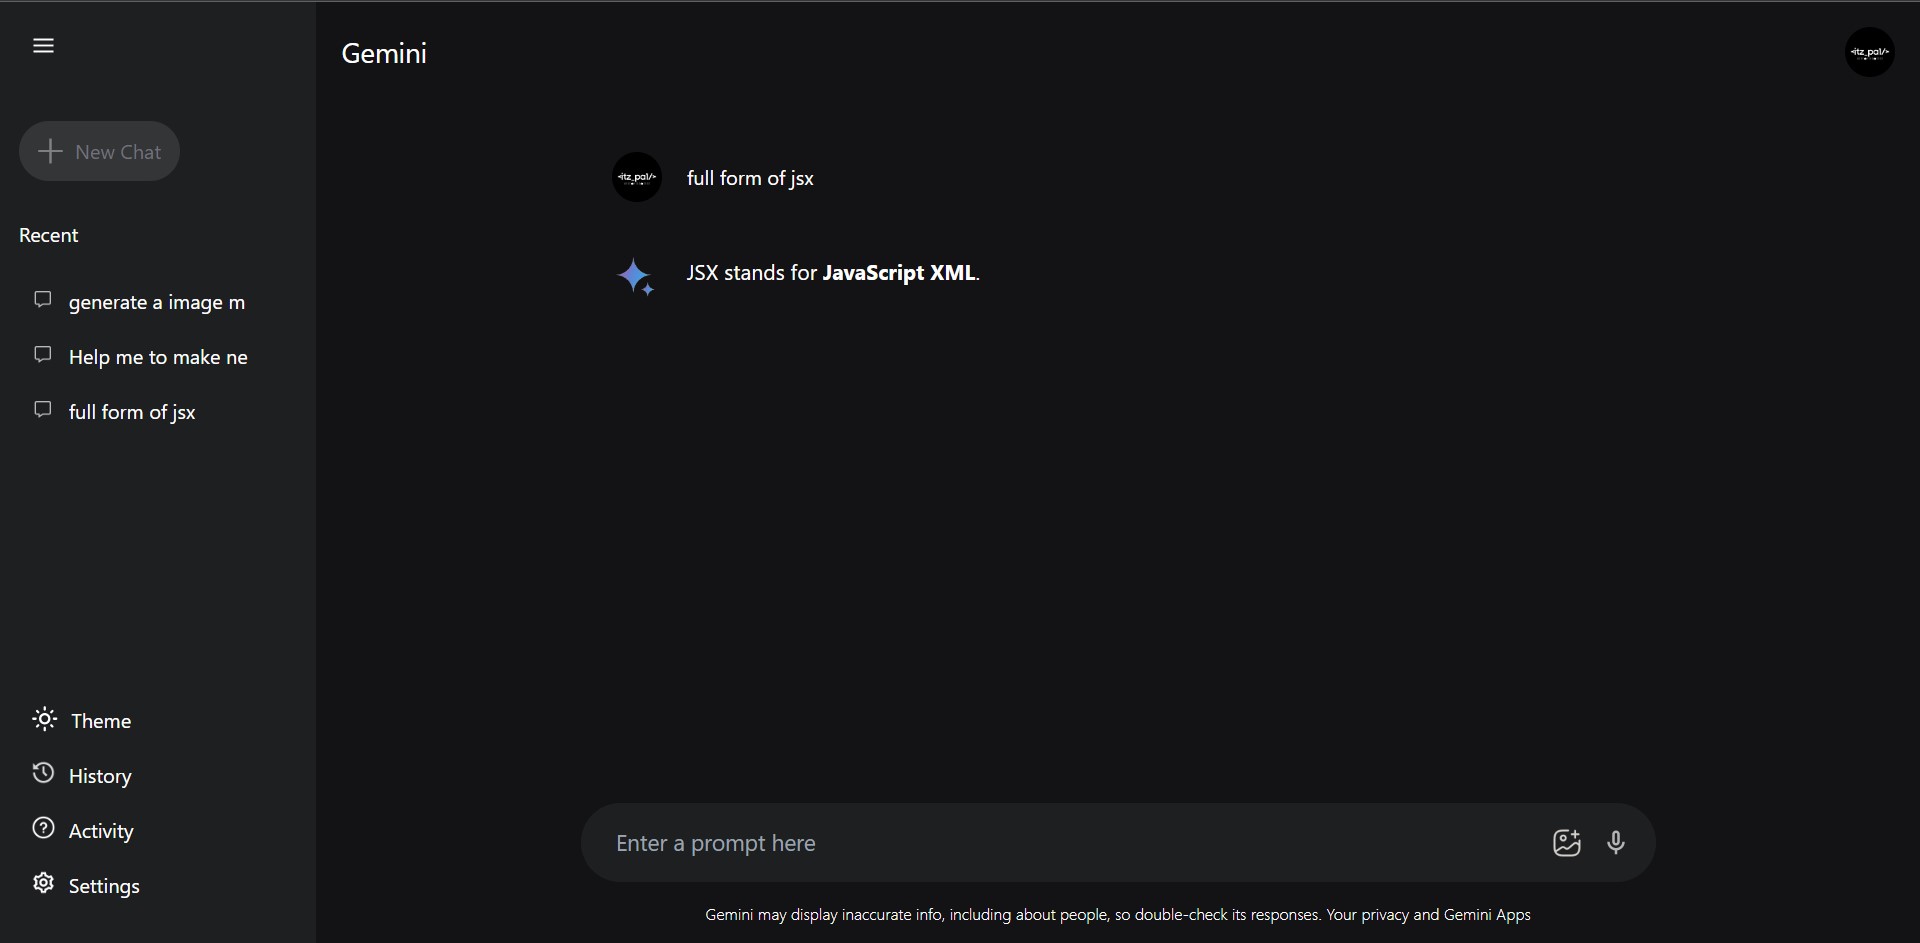 Gemini
<itz_pal/>
New Chat
Recent
generate a image m
Help me to make ne
full form of jsx
Theme
History
Activity
Settings
<itz_pal/>
full form of jsx
JSX stands for JavaScript XML.
Enter a prompt here
Gemini may display inaccurate info, including about people, so double-check its responses. Your privacy and Gemini Apps